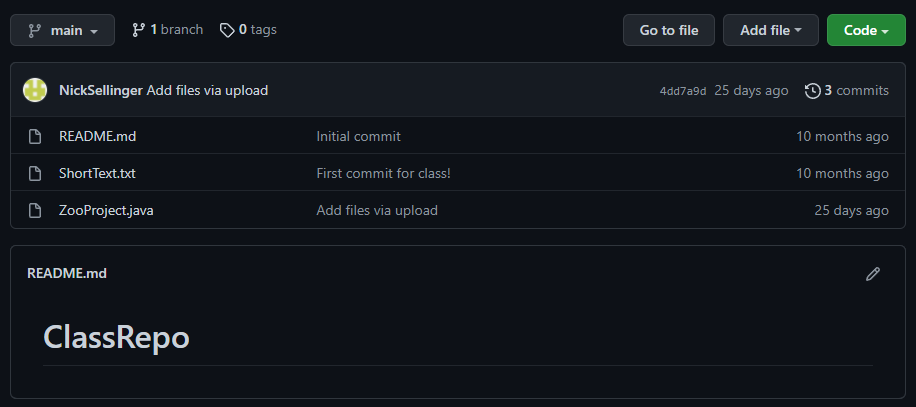 main 1 branch 0 tags Go to file Add file Code
NickSellinger Add files via upload 4dd7a9d 25 days ago 3 commits
README.md Initial commit 10 months ago
ShortText.txt First commit for class! 10 months ago
ZooProject.java Add files via upload 25 days ago
README.md
ClassRepo